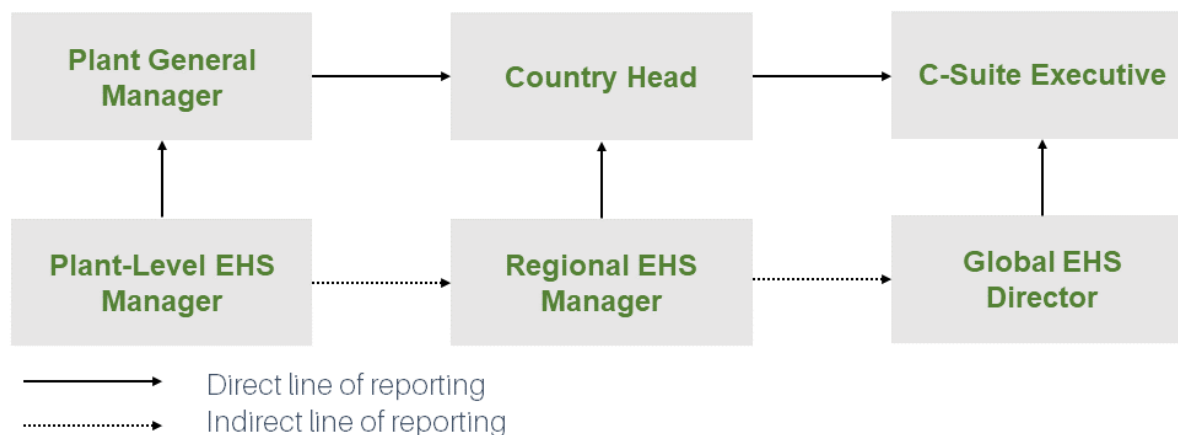 Plant General
Manager
Country Head
C-Suite Executive
Plant-Level EHS
Manager
Regional EHS
Manager
Global EHS
Director
Direct line of reporting
Indirect line of reporting